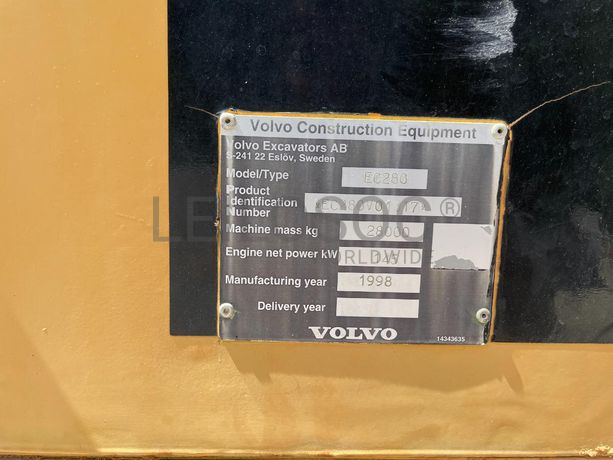 Volvo Construction Equipment
Volvo Excavators AB
S-241 22 Eslöv, Sweden
Model/Type EC280
Product
Identification
Number
Machine mass kg 28000
Engine net power kW 145
Manufacturing year 1998
Delivery year
VOLVO
14343635